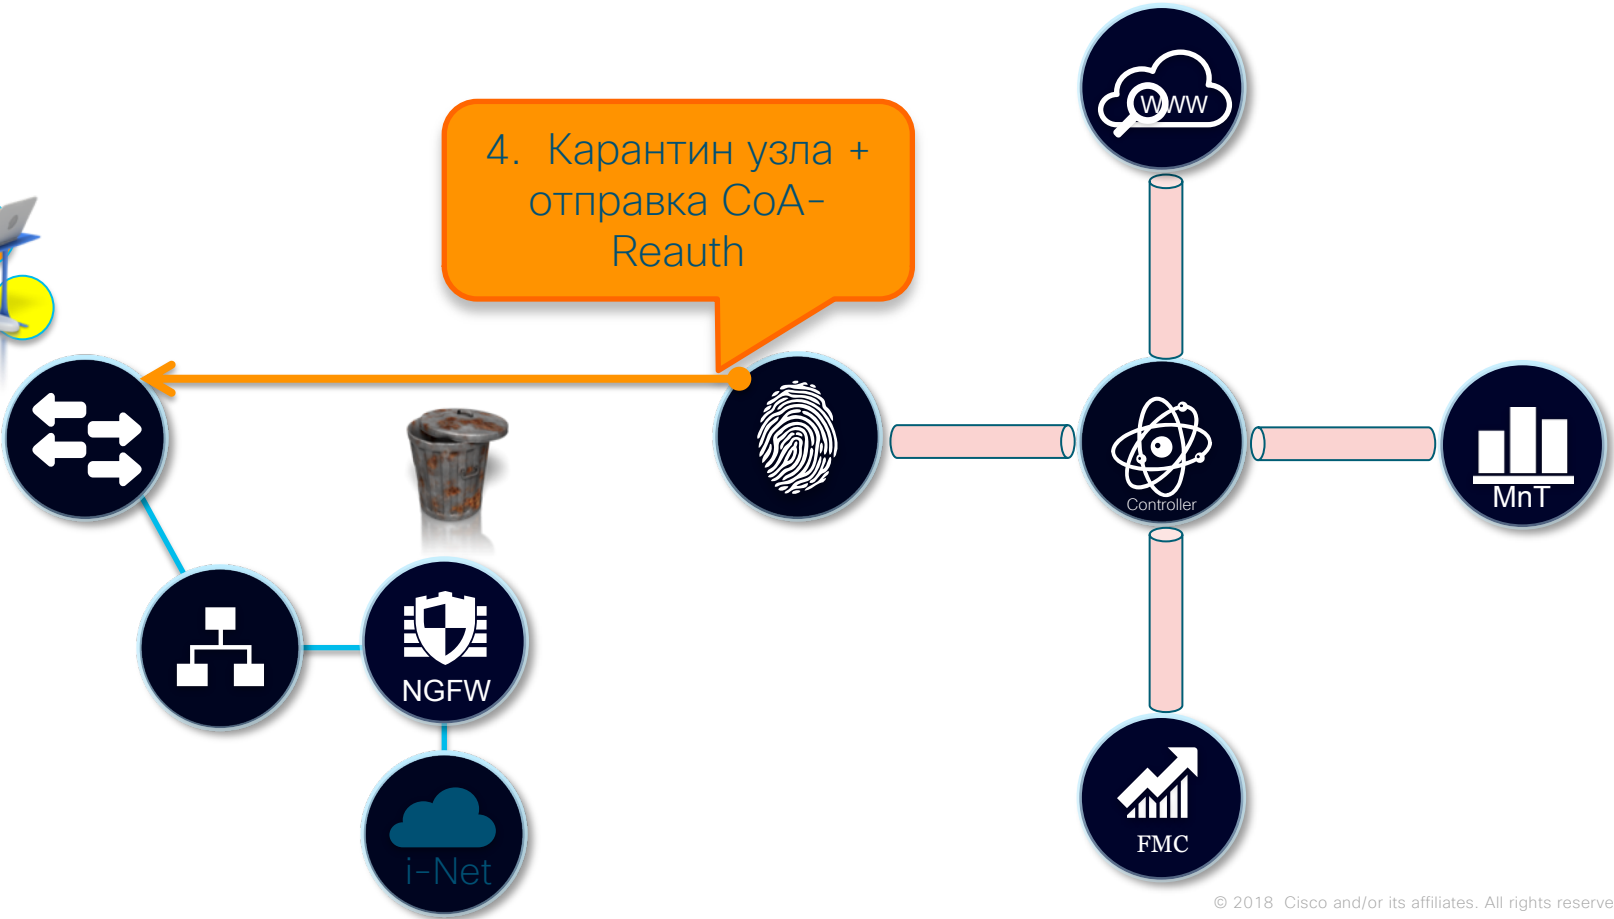 WWW
4. Карантин узла +
отправка CoA-
Reauth
Controller
MnT
NGFW
FMC
i-Net
© 2018 Cisco and/or its affiliates. All rights reserve